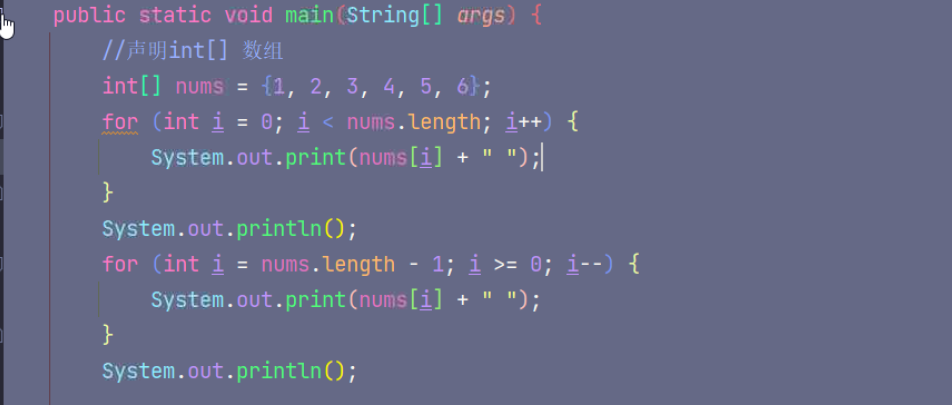 public static void main(String[] args) {
//声明int[] 数组
int[] nums = {1, 2, 3, 4, 5, 6};
for (int i = 0; i < nums.length; i++) {
System.out.print(nums[i] + " ");
}
System.out.println();
for (int i = nums.length - 1; i >= 0; i--) {
System.out.print(nums[i] + " ");
}
System.out.println();